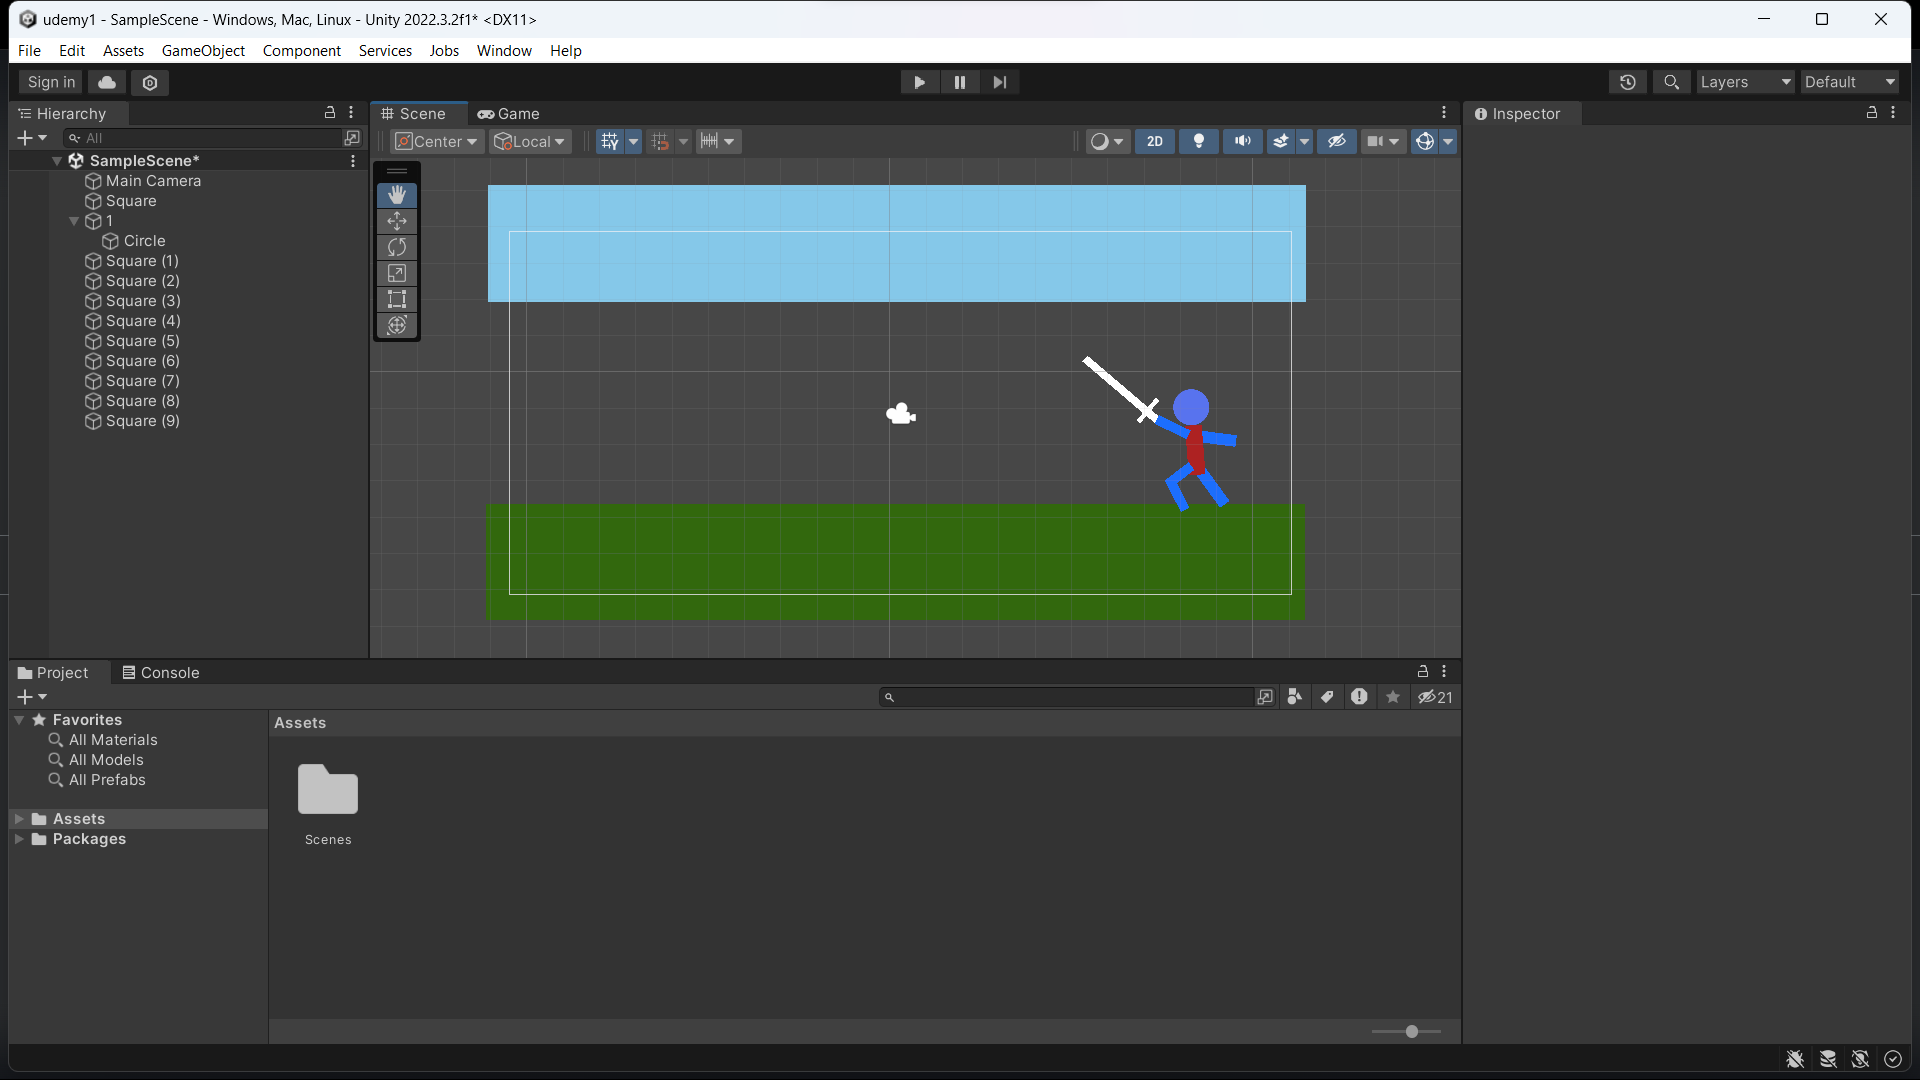 udemy1 - SampleScene - Windows, Mac, Linux - Unity 2022.3.2f1* <DX11>
File Edit Assets GameObject Component Services Jobs Window Help
Sign in
Layers Default
Hierarchy
All
SampleScene*
Main Camera
Square
1
Circle
Square (1)
Square (2)
Square (3)
Square (4)
Square (5)
Square (6)
Square (7)
Square (8)
Square (9)
Scene Game
Center Local 2D
Inspector
Project Console
21
Favorites
All Materials
All Models
All Prefabs
Assets
Packages
Assets
Scenes